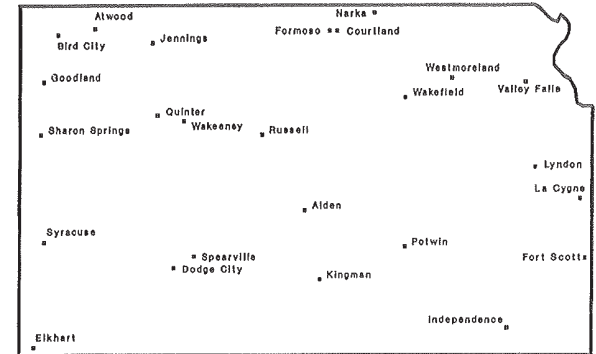 Narka
Atwood
Formoso Courtland
Jennings
Bird City
Westmoreland
Goodland
Valley Falls
Wakefield
Quinter
Wakeeney
Russell
Sharon Springs
Lyndon
La Cygne
Alden
Syracuse
Potwin
Spearville
Fort Scott
Dodge City
Kingman
Independence
Elkhart